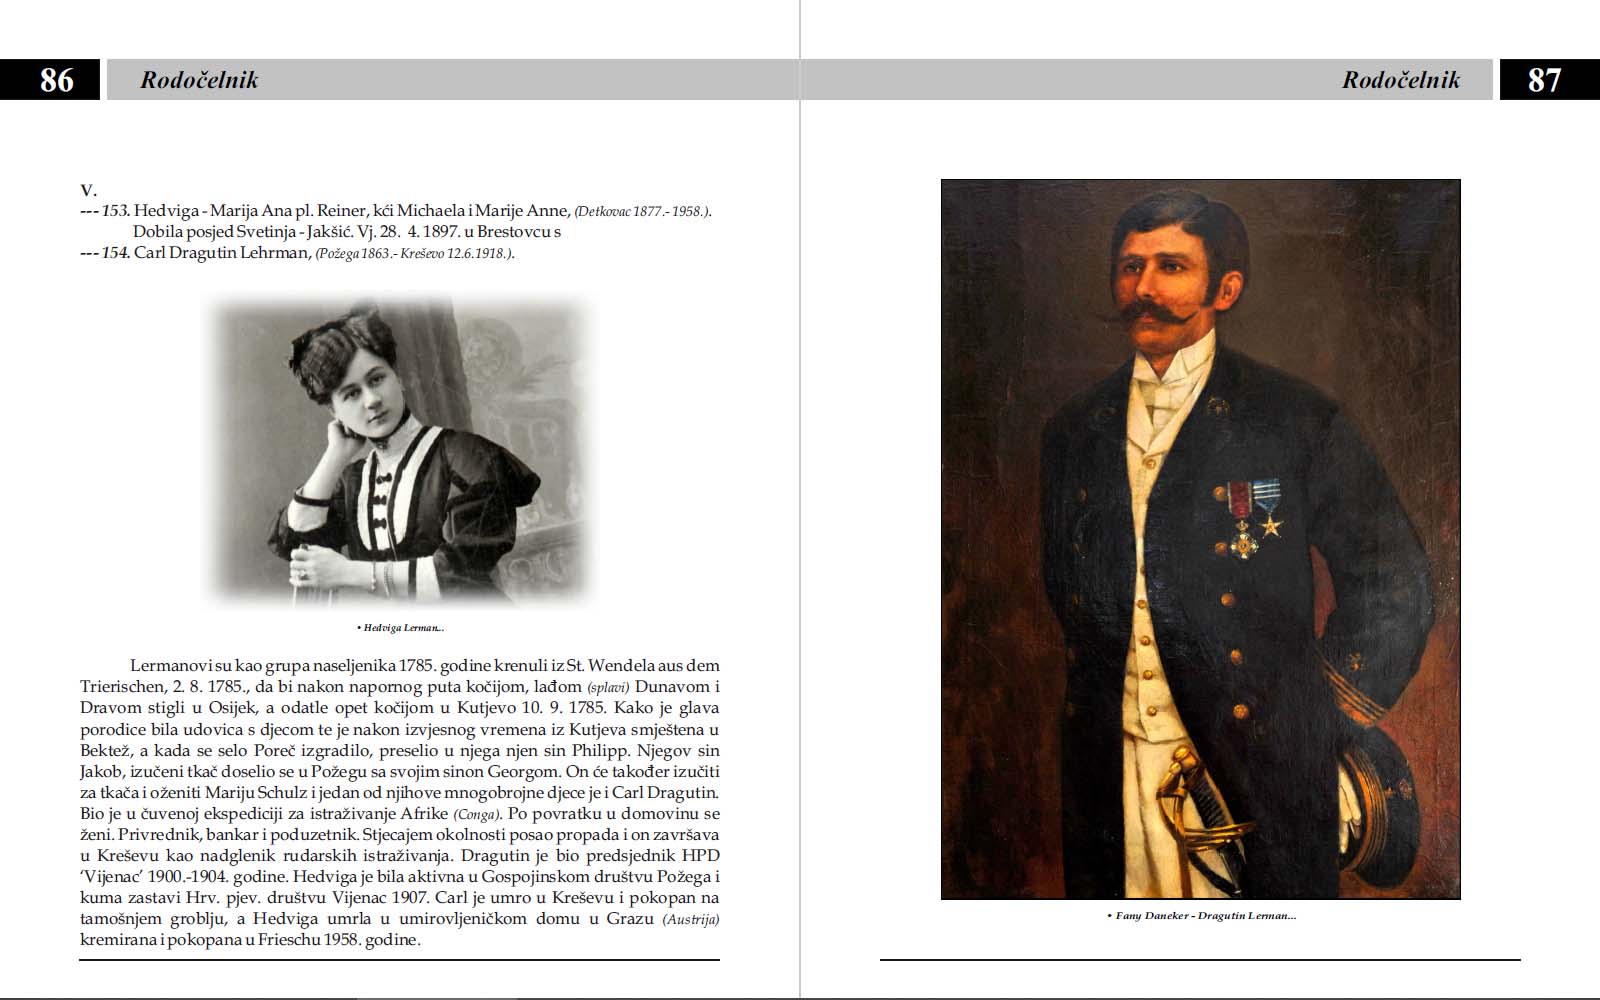 86
Rodočelnik
V.
--- 153. Hedviga - Marija Ana pl. Reiner, kći Michaela i Marije Anne, (Detkovac 1877.- 1958.).
Dobila posjed Svetinja - Jakšić. Vj. 28. 4. 1897. u Brestovcu s
--- 154. Carl Dragutin Lehrman, (Požega 1863.- Kreševo 12.6.1918.).
• Hedviga Lerman...
Lermanovi su kao grupa naseljenika 1785. godine krenuli iz St. Wendela aus dem
Trierischen, 2. 8. 1785., da bi nakon napornog puta kočijom, lađom (splavi) Dunavom i
Dravom stigli u Osijek, a odatle opet kočijom u Kutjevo 10. 9. 1785. Kako je glava
porodice bila udovica s djecom te je nakon izvjesnog vremena iz Kutjeva smještena u
Bektež, a kada se selo Poreč izgradilo, preselio u njega njen sin Philipp. Njegov sin
Jakob, izučeni tkač doselio se u Požegu sa svojim sinon Georgom. On će također izučiti
za tkača i oženiti Mariju Schulz i jedan od njihove mnogobrojne djece je i Carl Dragutin.
Bio je u čuvenoj ekspediciji za istraživanje Afrike (Conga). Po povratku u domovinu se
ženi. Privrednik, bankar i poduzetnik. Stjecajem okolnosti posao propada i on završava
u Kreševu kao nadglenik rudarskih istraživanja. Dragutin je bio predsjednik HPD
‘Vijenac’ 1900.-1904. godine. Hedviga je bila aktivna u Gospojinskom društvu Požega i
kuma zastavi Hrv. pjev. društvu Vijenac 1907. Carl je umro u Kreševu i pokopan na
tamošnjem groblju, a Hedviga umrla u umirovljeničkom domu u Grazu (Austrija)
kremirana i pokopana u Frieschu 1958. godine.
Rodočelnik
87
• Fany Daneker - Dragutin Lerman...